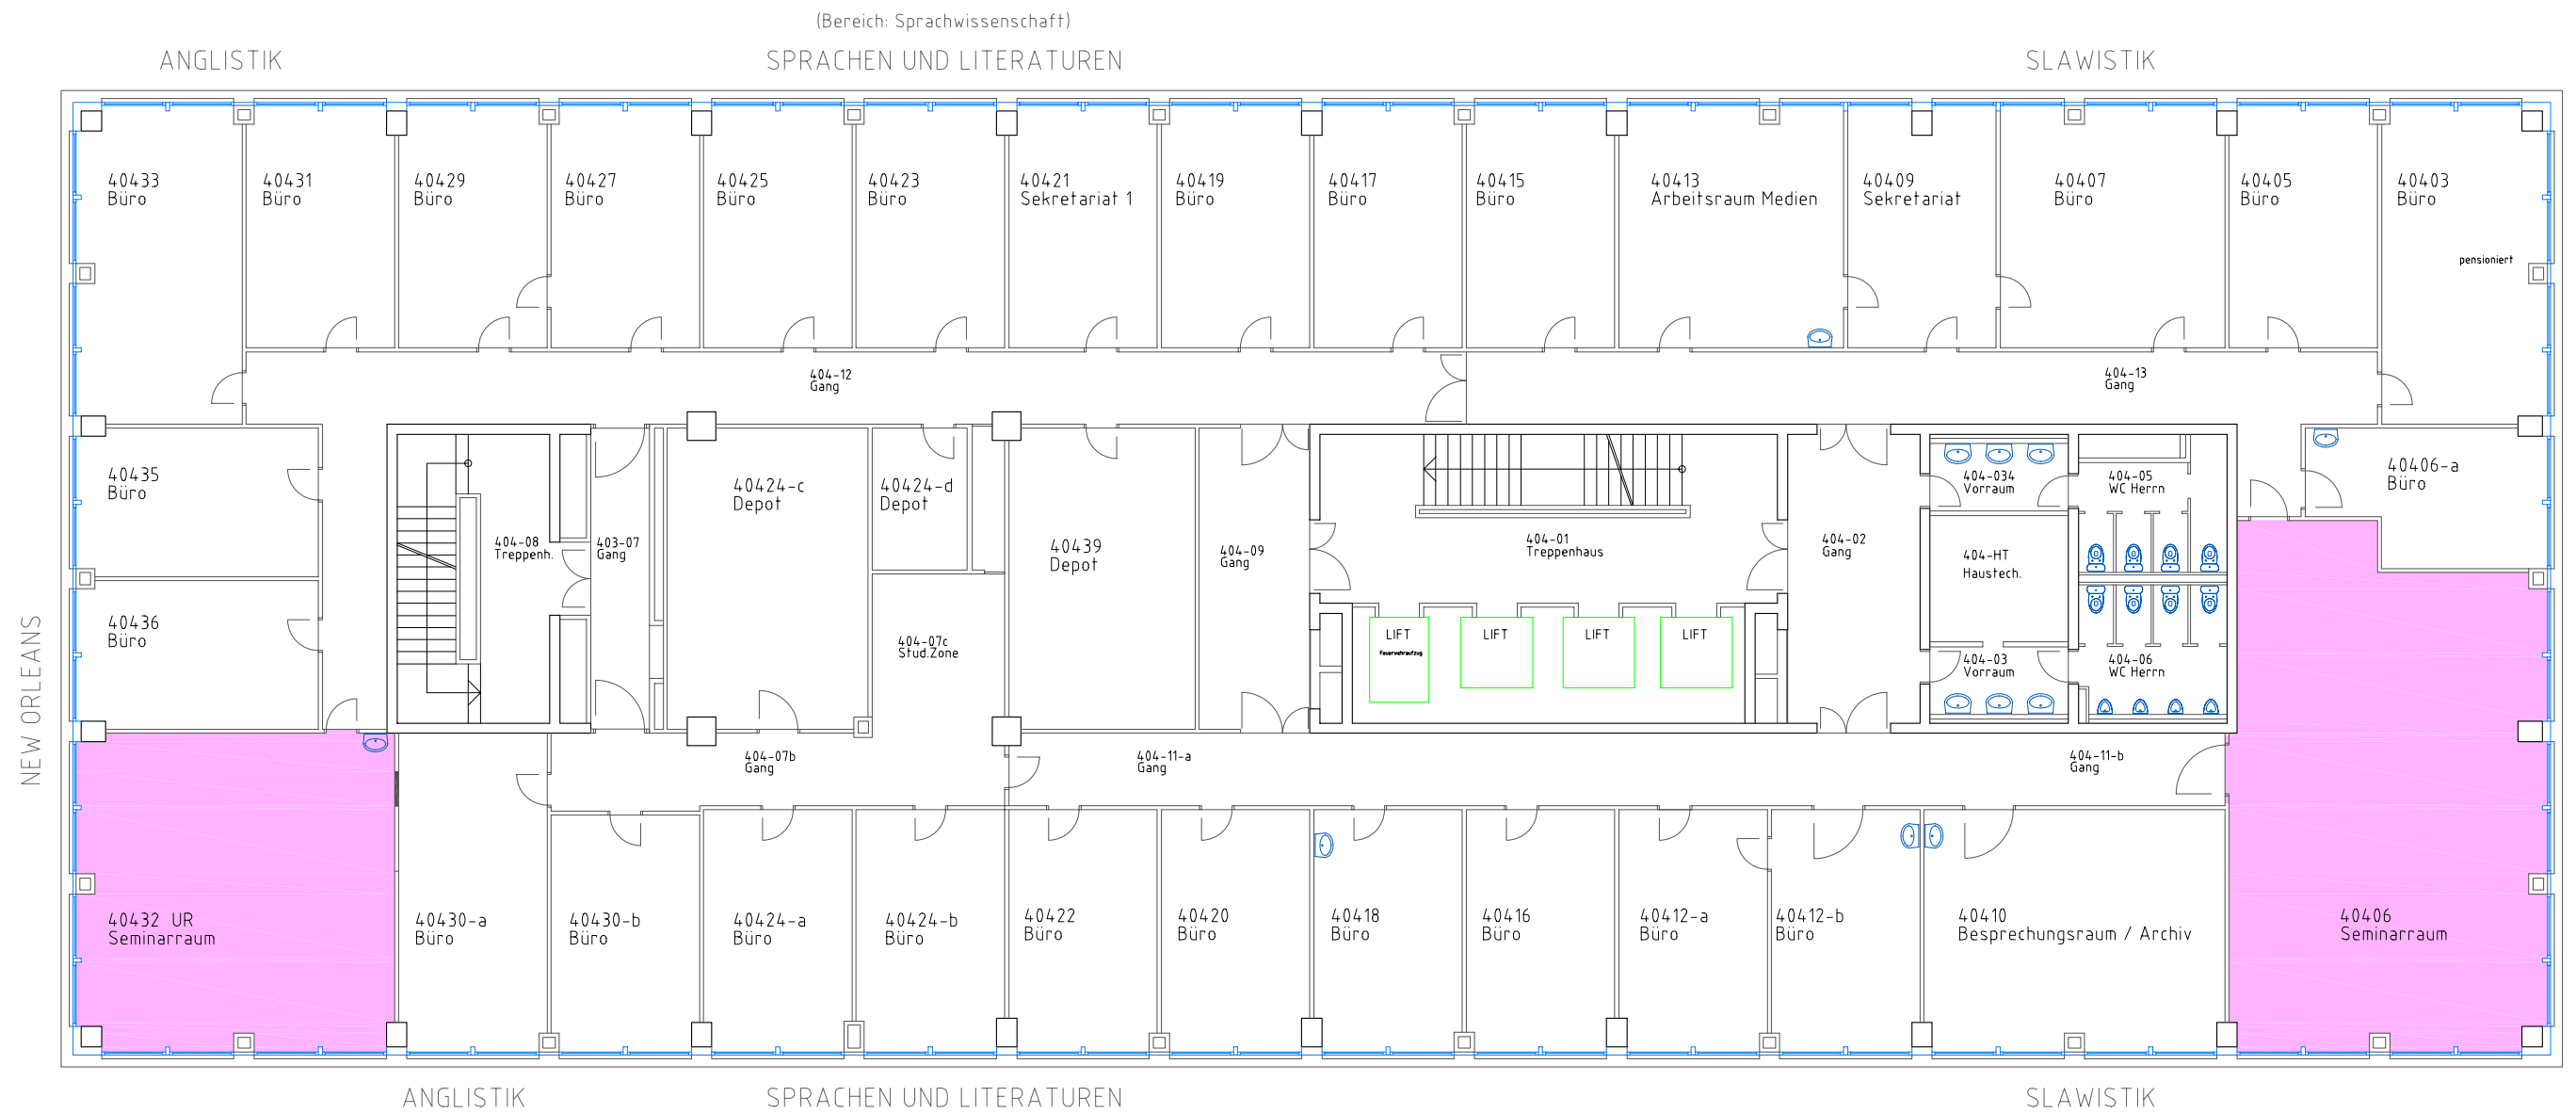 (Bereich: Sprachwissenschaft)
ANGLISTIK
SPRACHEN UND LITERATUREN
SLAWISTIK
40433
Büro
40431
Büro
40429
Büro
40427
Büro
40425
Büro
40423
Büro
40421
Sekretariat 1
40419
Büro
40417
Büro
40415
Büro
40413
Arbeitsraum Medien
40409
Sekretariat
40407
Büro
40405
Büro
40403
Büro
pensioniert
404-12
Gang
404-13
Gang
40435
Büro
404-08
Treppenh.
403-07
Gang
40424-c
Depot
40424-d
Depot
40439
Depot
404-09
Gang
404-01
Treppenhaus
404-02
Gang
404-034
Vorraum
404-05
WC Herrn
40406-a
Büro
404-HT
Haustech.
40436
Büro
404-07c
Stud.Zone
LIFT
Feuerwehraufzug
LIFT
LIFT
LIFT
404-03
Vorraum
404-06
WC Herrn
NEW ORLEANS
404-07b
Gang
404-11-a
Gang
404-11-b
Gang
40432 UR
Seminarraum
40430-a
Büro
40430-b
Büro
40424-a
Büro
40424-b
Büro
40422
Büro
40420
Büro
40418
Büro
40416
Büro
40412-a
Büro
40412-b
Büro
40410
Besprechungsraum / Archiv
40406
Seminarraum
ANGLISTIK
SPRACHEN UND LITERATUREN
SLAWISTIK